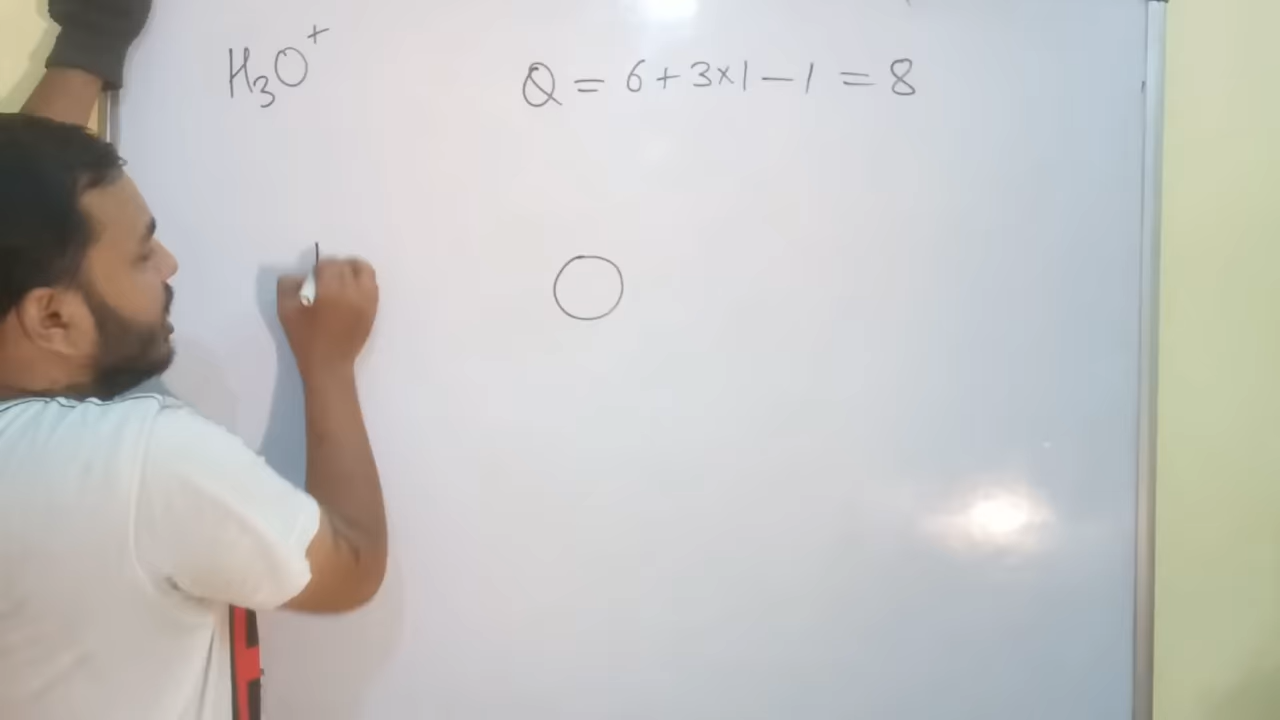 H₃O⁺
Q = 6 + 3×1 – 1 = 8
O